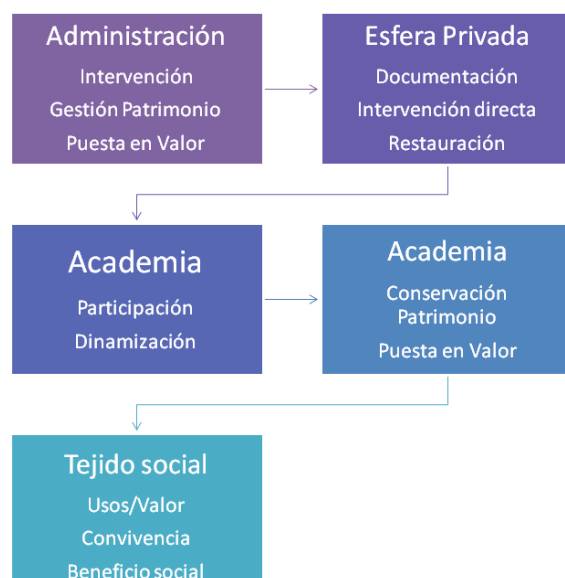 Administración
Intervención
Gestión Patrimonio
Puesta en Valor
Esfera Privada
Documentación
Intervención directa
Restauración
Academia
Participación
Dinamización
Academia
Conservación
Patrimonio
Puesta en Valor
Tejido social
Usos/Valor
Convivencia
Beneficio social